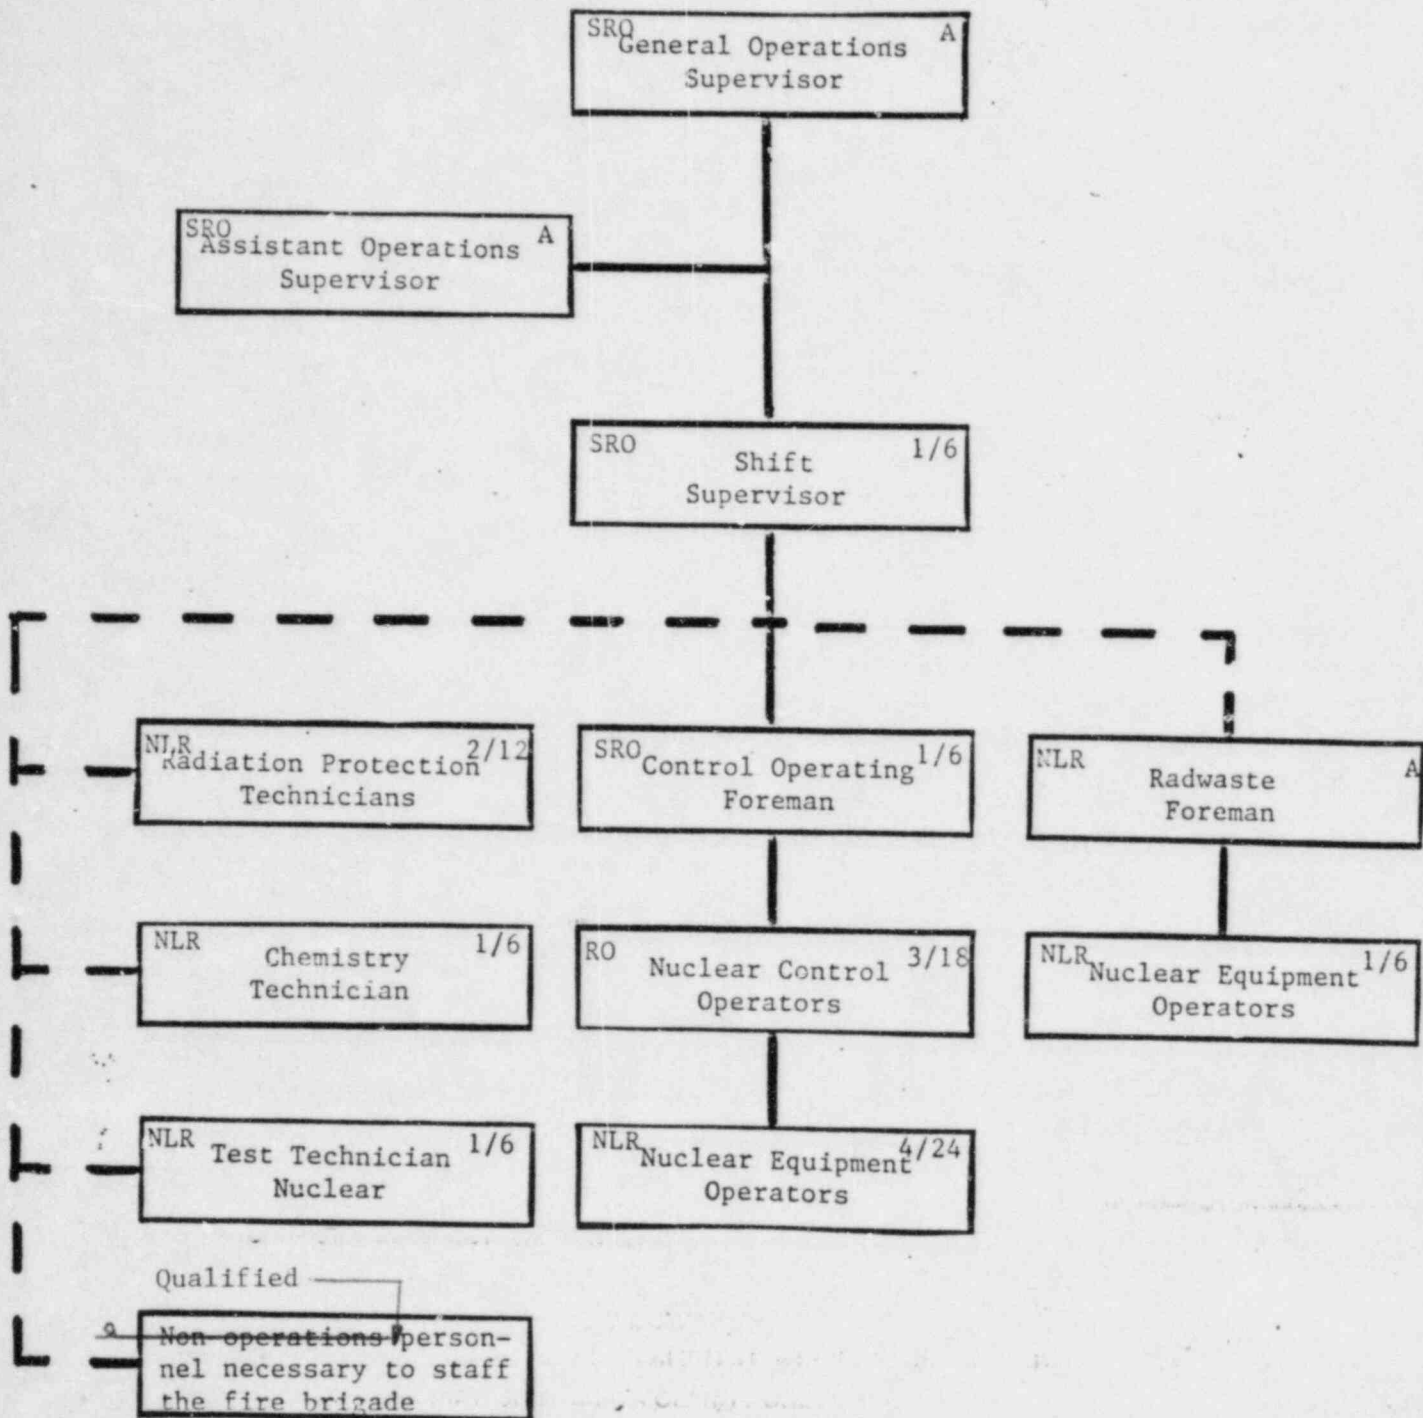 SRO A
General Operations
Supervisor
SRO A
Assistant Operations
Supervisor
SRO 1/6
Shift
Supervisor
NLR 2/12
Radiation Protection
Technicians
SRO 1/6
Control Operating
Foreman
NLR A
Radwaste
Foreman
NLR 1/6
Chemistry
Technician
RO 3/18
Nuclear Control
Operators
NLR 1/6
Nuclear Equipment
Operators
NLR 1/6
Test Technician
Nuclear
NLR 4/24
Nuclear Equipment
Operators
Qualified
Non-operations person-
nel necessary to staff
the fire brigade